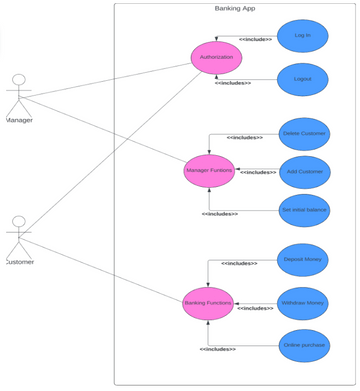 Banking App
Log in
<<include>>
Authorization
Logout
<<includes>>
Manager
Delete Customer
<<includes>>
Manager Funtions
Add Customer
<<includes>>
Set initial balance
<<includes>>
Customer
Deposit Money
<<includes>>
Banking Functions
Withdraw Money
<<includes>>
Online purchase
<<includes>>